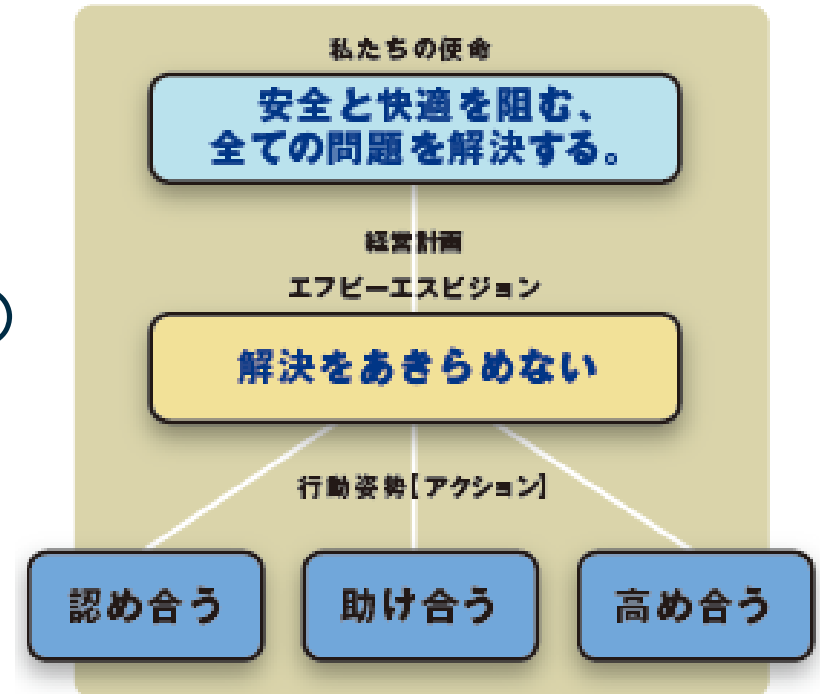 私たちの使命
安全と快適を阻む、
全ての問題を解決する。
経営計画
エフピーエスビジョン
解決をあきらめない
行動姿勢【アクション】
認め合う
助け合う
高め合う